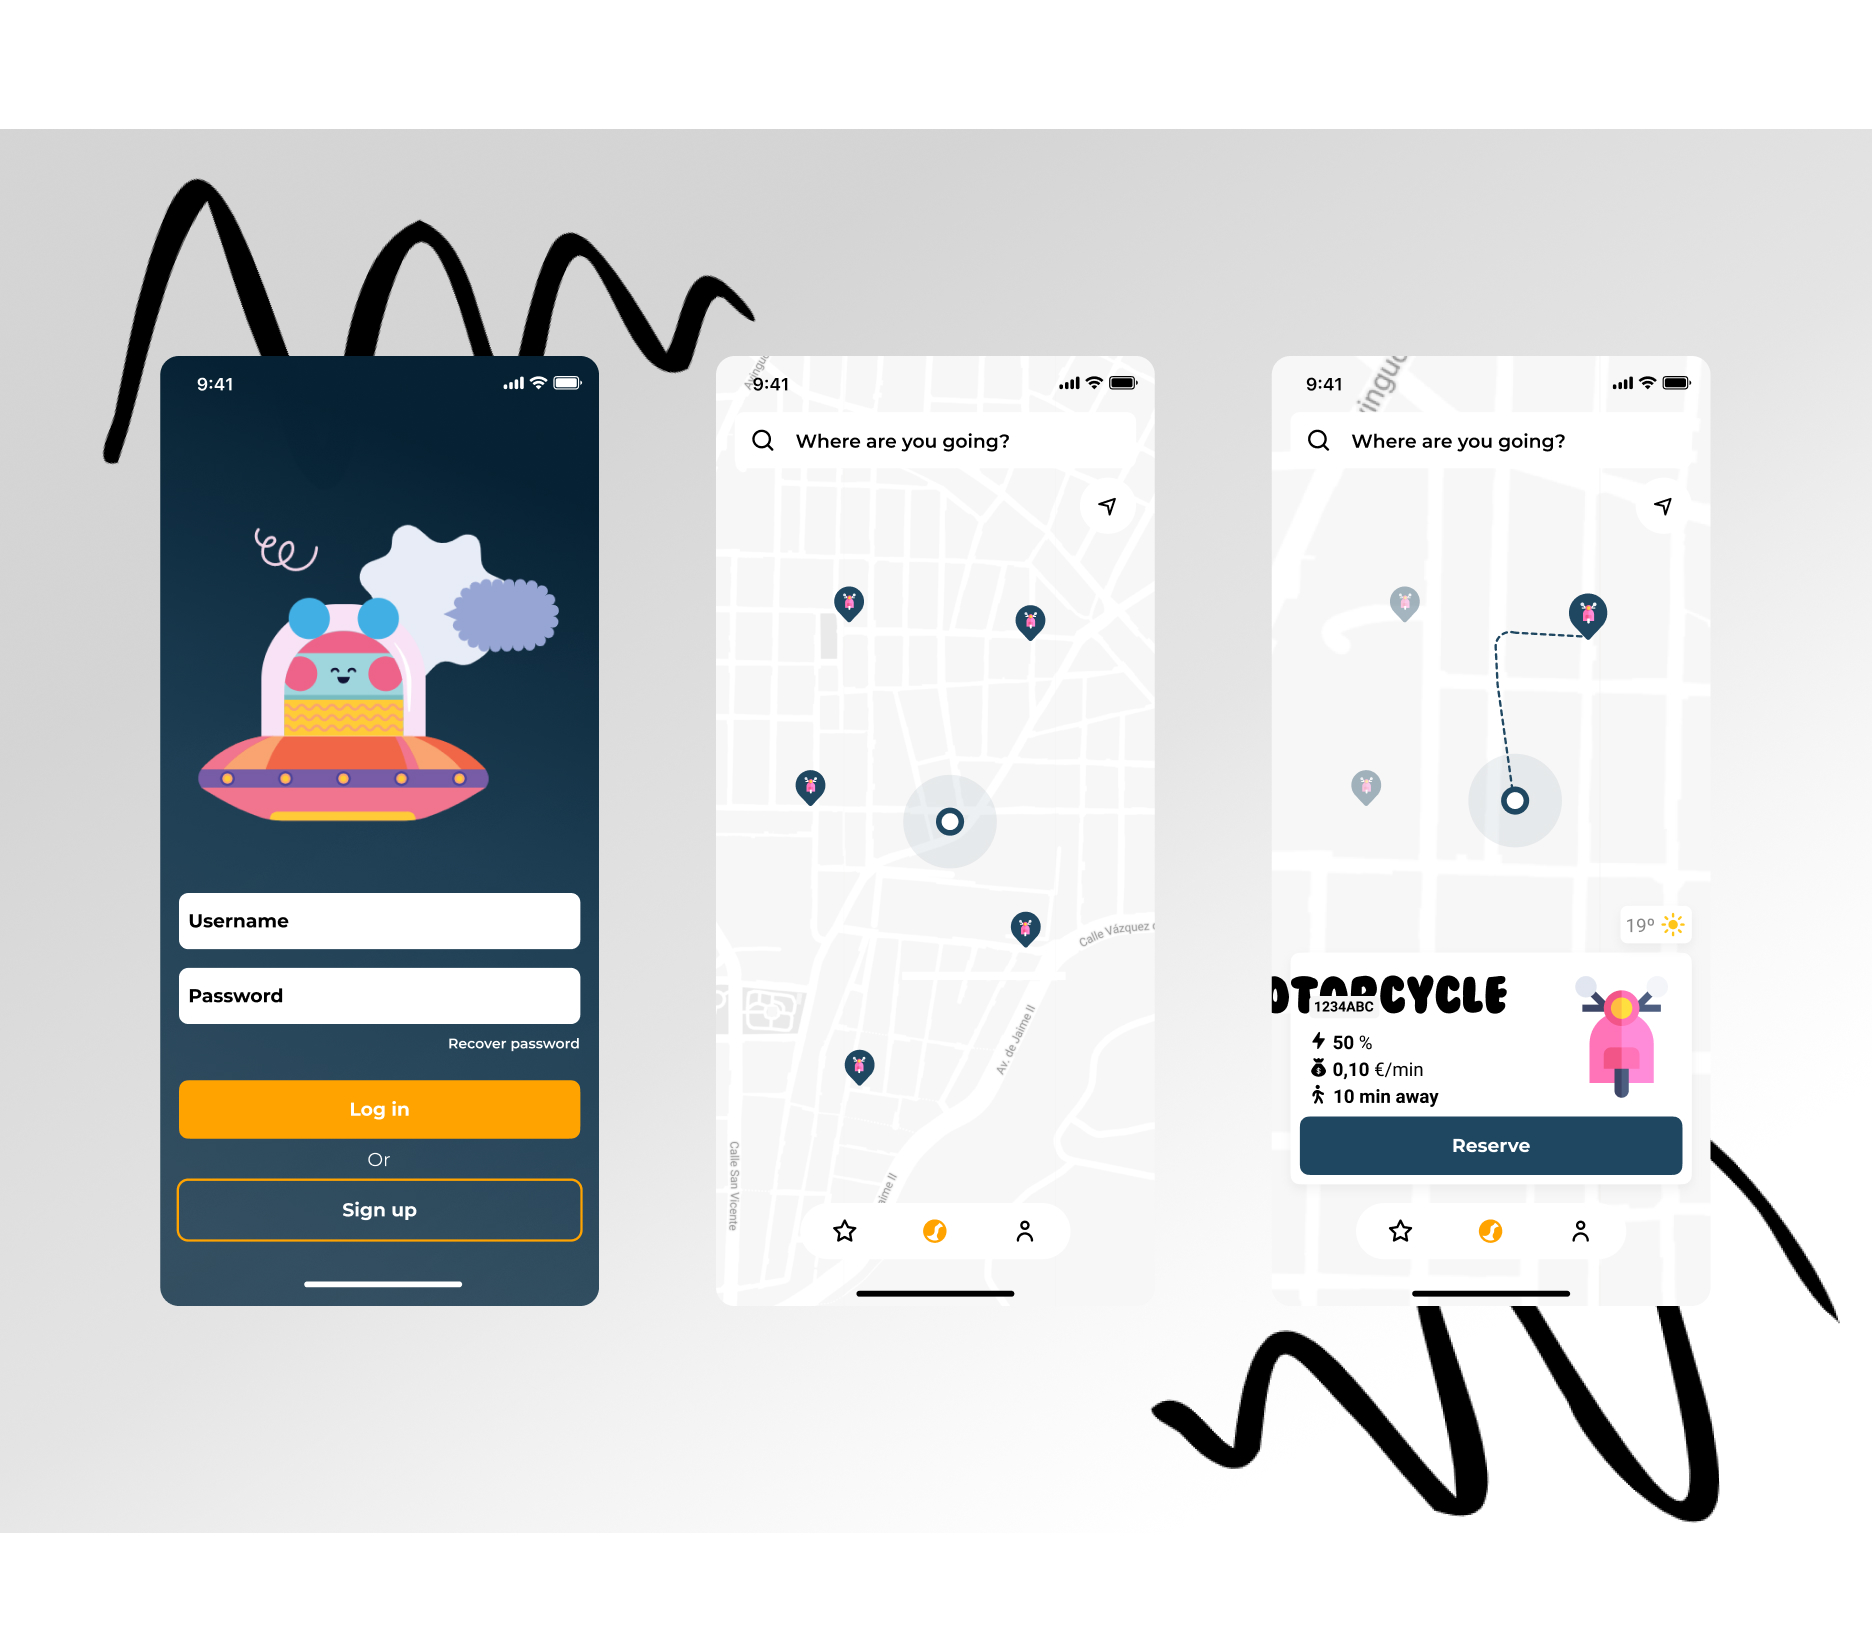 9:41
Username
Password
Recover password
Log in
Or
Sign up
9:41
Where are you going?
Calle Vázquez
Av. de Jaime II
Calle San Vicente
aime II
9:41
Where are you going?
19º
OTORCYCLE
1234ABC
50 %
0,10 €/min
10 min away
Reserve